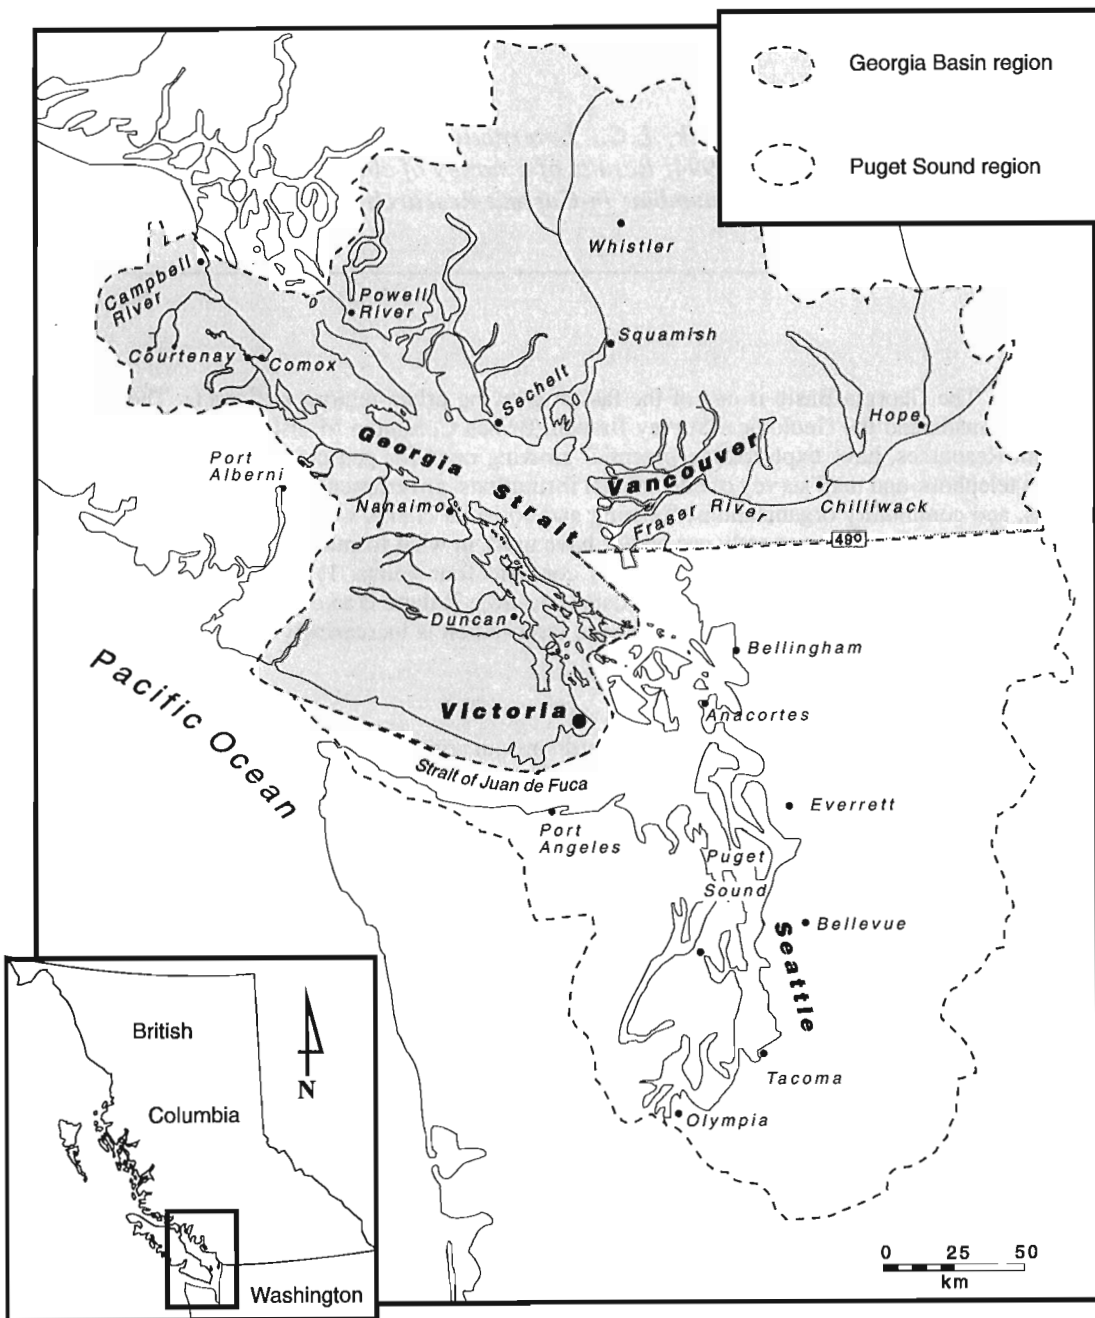 Georgia Basin region
Puget Sound region
Whistler
Campbell
River
Powell
River
Squamish
Courtenay
Comox
Sechelt
Hope
Georgia Strait
Vancouver
Port
Alberni
Nanaimo
Fraser River
Chilliwack
49º
Duncan
Bellingham
Pacific Ocean
Victoria
Anacortes
Strait of Juan de Fuca
Everrett
Port
Angeles
Puget
Sound
Seattle
Bellevue
Tacoma
Olympia
British
Columbia
N
Washington
0 25 50
km